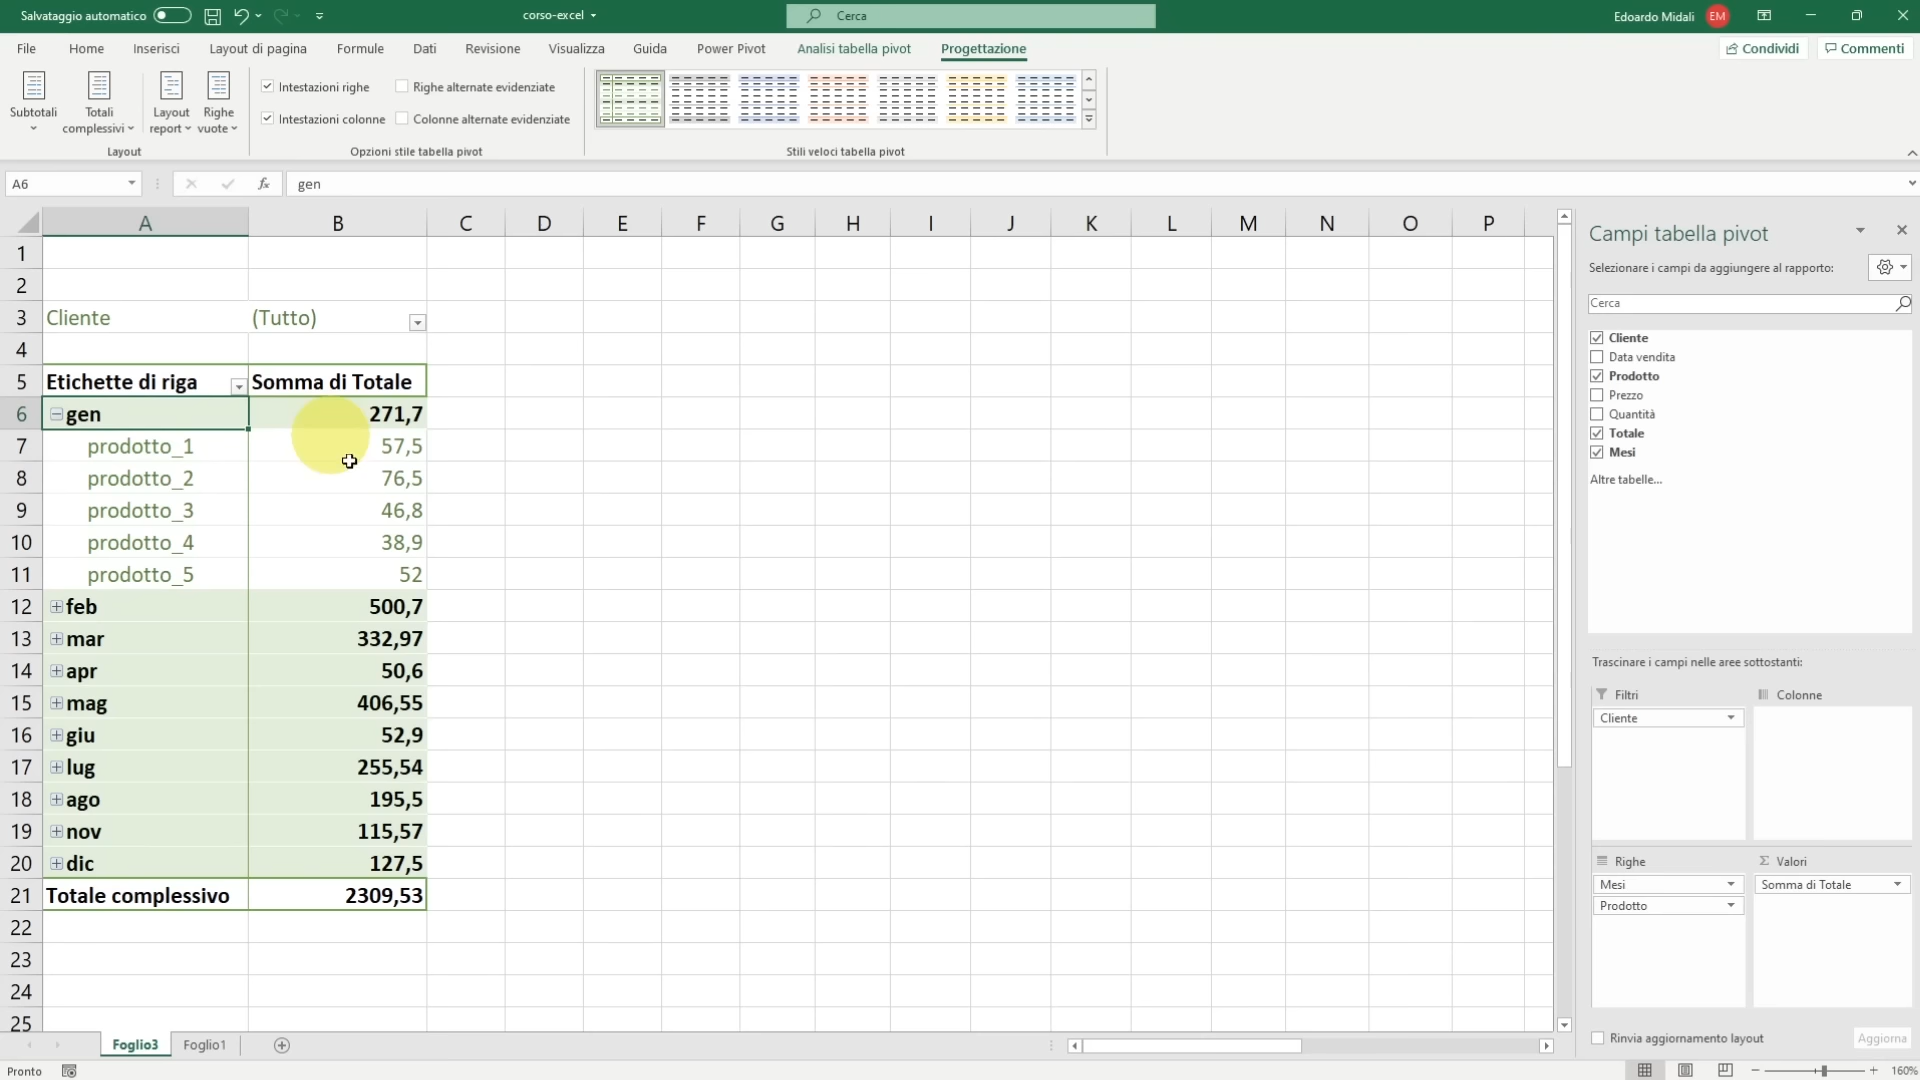 Salvataggio automatico
corso-excel
Cerca
Edoardo Midali
EM
File Home Inserisci Layout di pagina Formule Dati Revisione Visualizza Guida Power Pivot Analisi tabella pivot Progettazione
Condividi
Commenti
Subtotali
Totali complessivi
Layout report
Righe vuote
Layout
Intestazioni righe
Righe alternate evidenziate
Intestazioni colonne
Colonne alternate evidenziate
Opzioni stile tabella pivot
Stili veloci tabella pivot
A6
fx
gen
A B C D E F G H I J K L M N O P
1
2
3 Cliente (Tutto)
4
5 Etichette di riga Somma di Totale
6 gen 271,7
7 prodotto_1 57,5
8 prodotto_2 76,5
9 prodotto_3 46,8
10 prodotto_4 38,9
11 prodotto_5 52
12 feb 500,7
13 mar 332,97
14 apr 50,6
15 mag 406,55
16 giu 52,9
17 lug 255,54
18 ago 195,5
19 nov 115,57
20 dic 127,5
21 Totale complessivo 2309,53
22
23
24
25
Campi tabella pivot
Selezionare i campi da aggiungere al rapporto:
Cerca
Cliente
Data vendita
Prodotto
Prezzo
Quantità
Totale
Mesi
Altre tabelle...
Trascinare i campi nelle aree sottostanti:
Filtri
Colonne
Cliente
Righe
Σ Valori
Mesi
Somma di Totale
Prodotto
Rinvia aggiornamento layout
Aggiorna
Foglio3
Foglio1
Pronto
160%